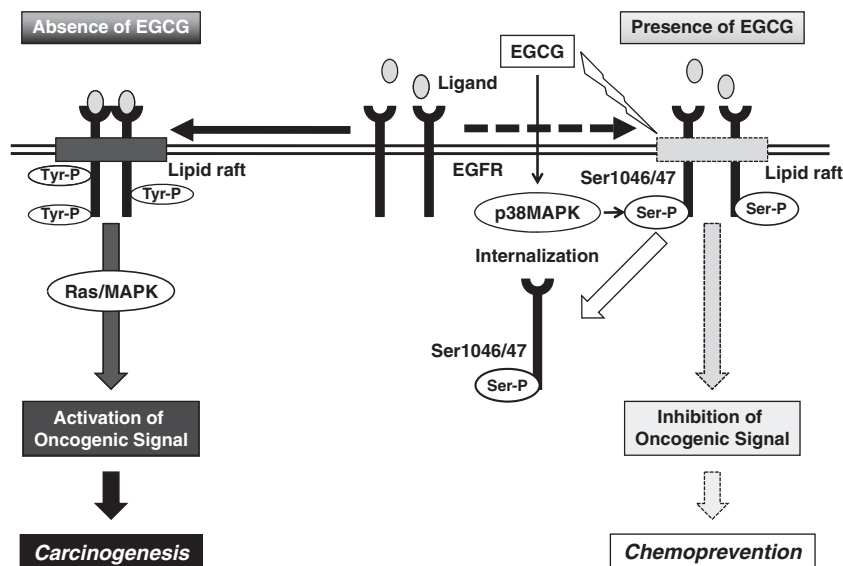 Absence of EGCG
Presence of EGCG
EGCG
Ligand
Lipid raft
EGFR
Ser1046/47
Lipid raft
Tyr-P
Tyr-P
Tyr-P
p38MAPK
Ser-P
Ser-P
Internalization
Ras/MAPK
Ser1046/47
Ser-P
Activation of
Oncogenic Signal
Inhibition of
Oncogenic Signal
Carcinogenesis
Chemoprevention